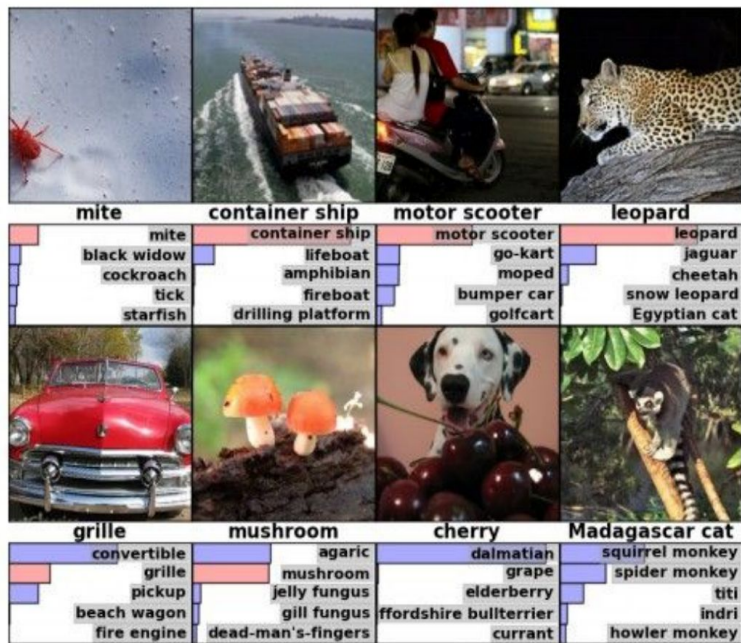 mite
container ship
motor scooter
leopard
mite
black widow
cockroach
tick
starfish
container ship
lifeboat
amphibian
fireboat
drilling platform
motor scooter
go-kart
moped
bumper car
golfcart
leopard
jaguar
cheetah
snow leopard
Egyptian cat
grille
mushroom
cherry
Madagascar cat
convertible
grille
pickup
beach wagon
fire engine
agaric
mushroom
jelly fungus
gill fungus
dead-man's-fingers
dalmatian
grape
elderberry
ffordshire bullterrier
currant
squirrel monkey
spider monkey
titi
indri
howler monkey